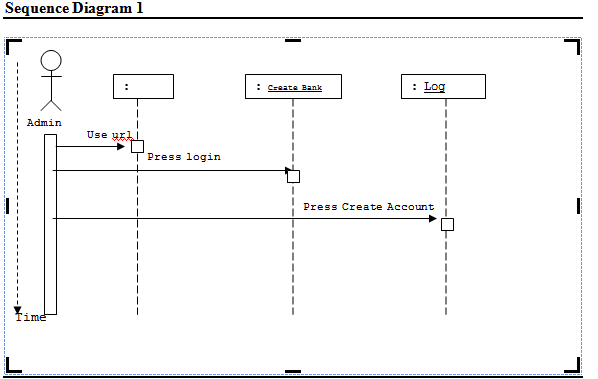 Sequence Diagram 1
:
: Create Bank
: Log
Admin
Use url
Press login
Press Create Account
Time